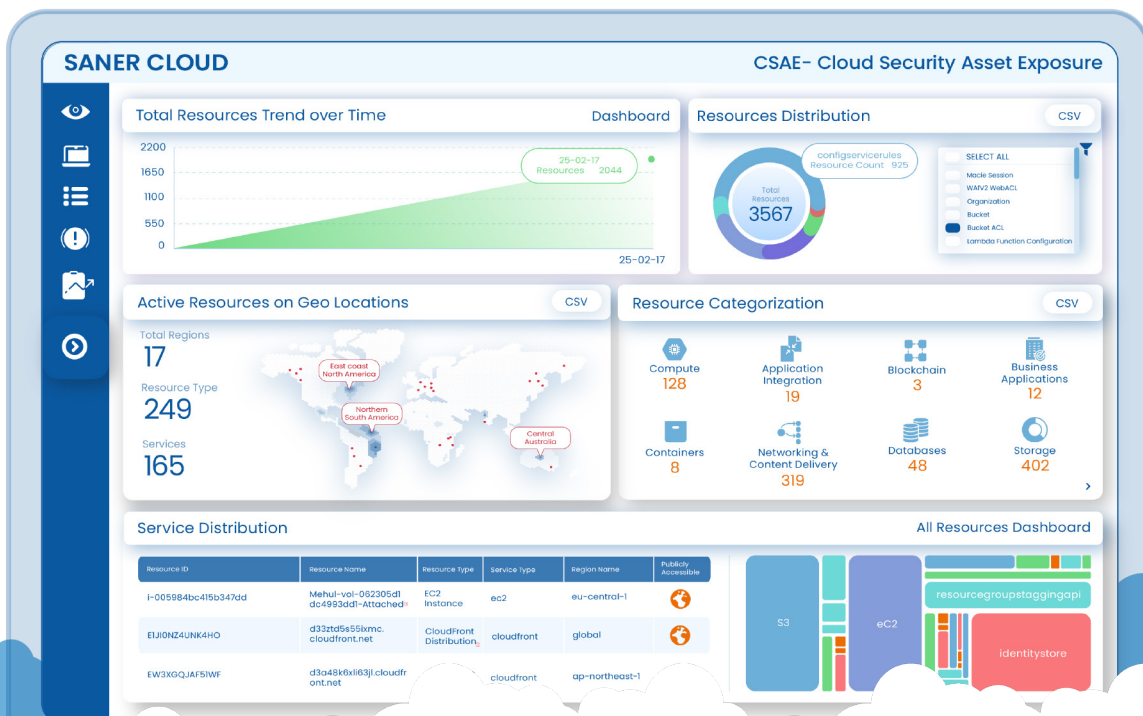 SANER CLOUD
CSAE- Cloud Security Asset Exposure
Total Resources Trend over Time
Dashboard
2200
1650
1100
550
0
25-02-17
Resources 2044
25-02-17
Resources Distribution
CSV
configservicerules
Resource Count 925
Total
Resources
3567
SELECT ALL
Macie Session
WAFv2 WebACL
Organization
Bucket
Bucket ACL
Lambda Function Configuration
Active Resources on Geo Locations
CSV
Total Regions
17
Resource Type
249
Services
165
East coast
North America
Northern
South America
Central
Australia
Resource Categorization
CSV
Compute
128
Application
Integration
19
Blockchain
3
Business
Applications
12
Containers
8
Networking &
Content Delivery
319
Databases
48
Storage
402
Service Distribution
All Resources Dashboard
Resource ID
Resource Name
Resource Type
Service Type
Region Name
Publicly
Accessible
i-005984bc415b347dd
Mehul-vol-062305d1
dc4993dd1-Attached
EC2
Instance
ec2
eu-central-1
E1JI0NZ4UNK4HO
d33ztd5s55ixmc.
cloudfront.net
CloudFront
Distribution
cloudfront
global
EW3XGQJAF51WF
d3a48k6xli63jl.cloudfr
ont.net
cloudfront
ap-northeast-1
S3
eC2
resourcegroupstaggingapi
identitystore